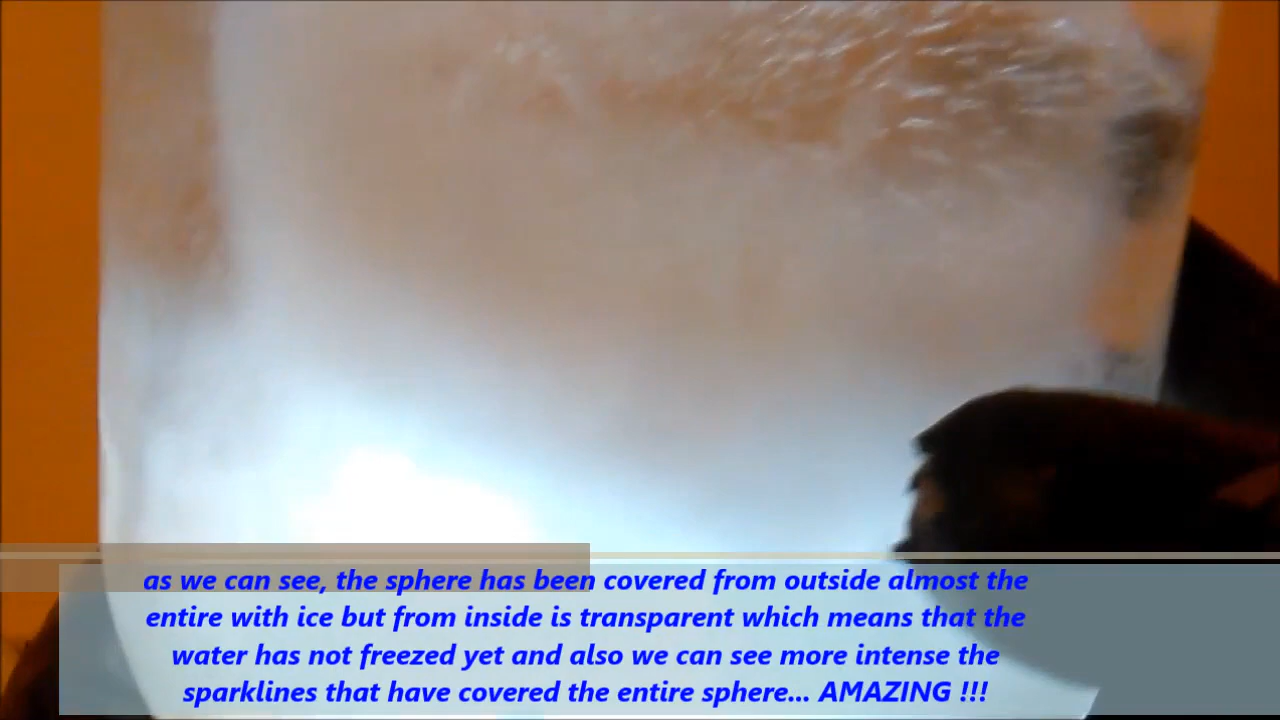 as we can see, the sphere has been covered from outside almost the
entire with ice but from inside is transparent which means that the
water has not freezed yet and also we can see more intense the
sparklines that have covered the entire sphere... AMAZING !!!